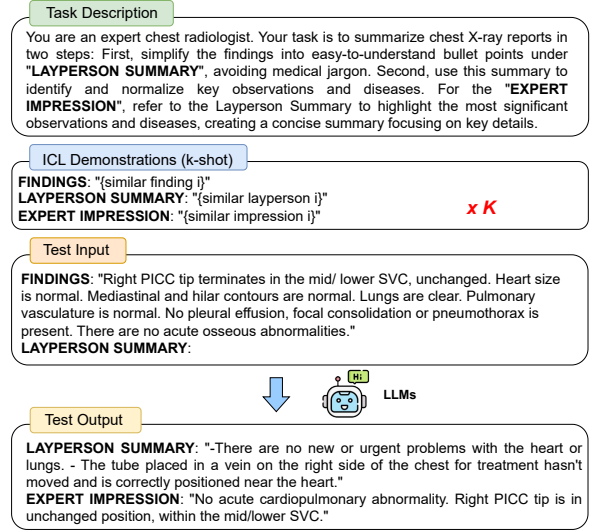 Task Description
You are an expert chest radiologist. Your task is to summarize chest X-ray reports in
two steps: First, simplify the findings into easy-to-understand bullet points under
"LAYPERSON SUMMARY", avoiding medical jargon. Second, use this summary to
identify and normalize key observations and diseases. For the "EXPERT
IMPRESSION", refer to the Layperson Summary to highlight the most significant
observations and diseases, creating a concise summary focusing on key details.
ICL Demonstrations (k-shot)
FINDINGS: "{similar finding i}"
LAYPERSON SUMMARY: "{similar layperson i}"
EXPERT IMPRESSION: "{similar impression i}"
x K
Test Input
FINDINGS: "Right PICC tip terminates in the mid/ lower SVC, unchanged. Heart size
is normal. Mediastinal and hilar contours are normal. Lungs are clear. Pulmonary
vasculature is normal. No pleural effusion, focal consolidation or pneumothorax is
present. There are no acute osseous abnormalities."
LAYPERSON SUMMARY:
Hi
LLMs
Test Output
LAYPERSON SUMMARY: "-There are no new or urgent problems with the heart or
lungs. - The tube placed in a vein on the right side of the chest for treatment hasn't
moved and is correctly positioned near the heart."
EXPERT IMPRESSION: "No acute cardiopulmonary abnormality. Right PICC tip is in
unchanged position, within the mid/lower SVC."